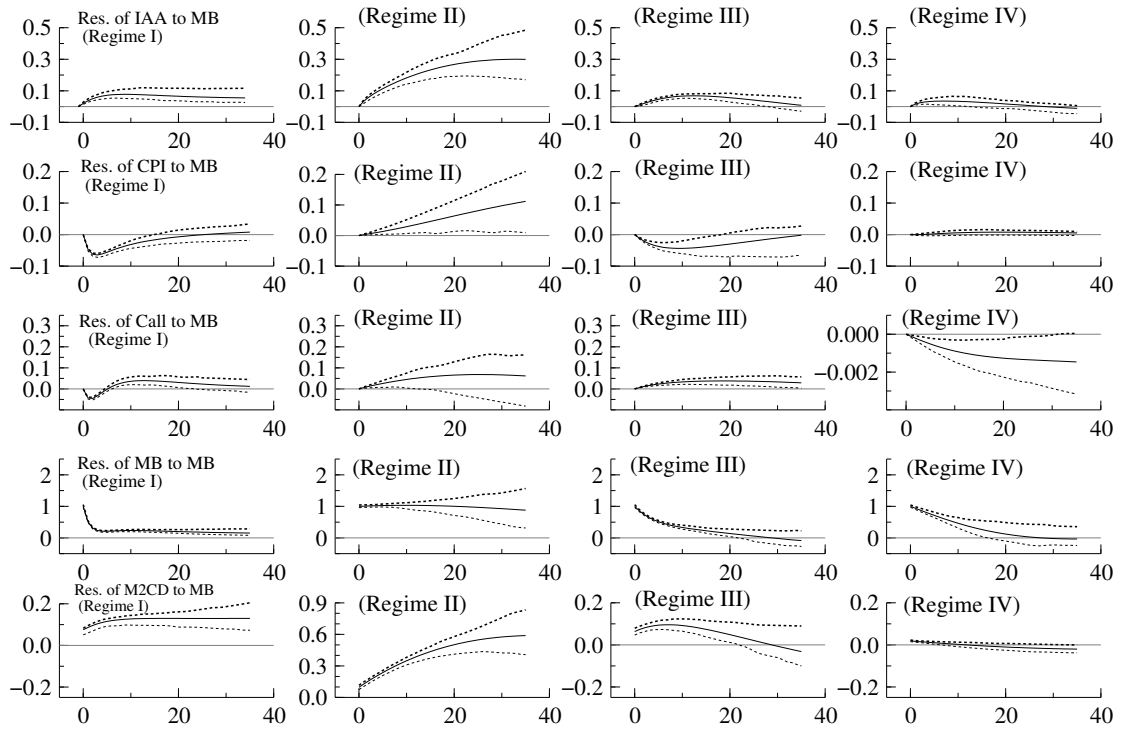 Res. of IAA to MB
(Regime I)
(Regime II)
(Regime III)
(Regime IV)
0.5
0.3
0.1
−0.1
0 20 40
0.5
0.3
0.1
−0.1
0 20 40
0.5
0.3
0.1
−0.1
0 20 40
0.5
0.3
0.1
−0.1
0 20 40
Res. of CPI to MB
(Regime I)
(Regime II)
(Regime III)
(Regime IV)
0.2
0.1
0.0
−0.1
0 20 40
0.2
0.1
0.0
−0.1
0 20 40
0.2
0.1
0.0
−0.1
0 20 40
0.2
0.1
0.0
−0.1
0 20 40
Res. of Call to MB
(Regime I)
(Regime II)
(Regime III)
(Regime IV)
0.3
0.2
0.1
0.0
0 20 40
0.3
0.2
0.1
0.0
0 20 40
0.3
0.2
0.1
0.0
0 20 40
0.000
−0.002
0 20 40
Res. of MB to MB
(Regime I)
(Regime II)
(Regime III)
(Regime IV)
2
1
0
0 20 40
2
1
0
0 20 40
2
1
0
0 20 40
2
1
0
0 20 40
Res. of M2CD to MB
(Regime I)
(Regime II)
(Regime III)
(Regime IV)
0.2
0.0
−0.2
0 20 40
0.9
0.6
0.3
0.0
0 20 40
0.2
0.0
−0.2
0 20 40
0.2
0.0
−0.2
0 20 40